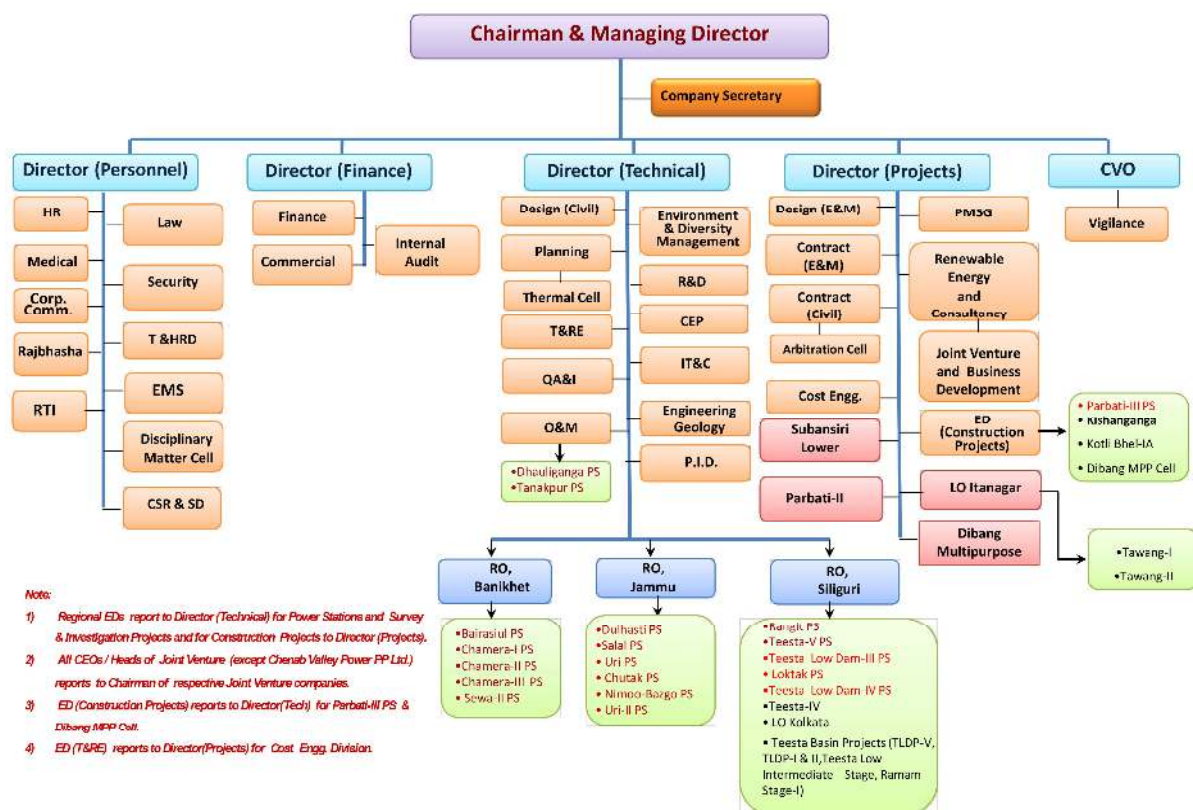 Chairman & Managing Director
Company Secretary
Director (Personnel)
HR
Law
Medical
Security
Corp.
Comm.
T &HRD
Rajbhasha
EMS
RTI
Disciplinary
Matter Cell
CSR & SD
Director (Finance)
Finance
Internal
Audit
Commercial
Director (Technical)
Design (Civil)
Environment
& Diversity
Management
Planning
R&D
Thermal Cell
CEP
T&RE
IT&C
QA&I
Engineering
Geology
O&M
P.I.D.
•Dhauliganga PS
•Tanakpur PS
Director (Projects)
Design (E&M)
PMSG
Contract
(E&M)
Renewable
Energy
and
Consultancy
Contract
(Civil)
Arbitration Cell
Joint Venture
and Business
Development
Cost Engg.
ED
(Construction
Projects)
Subansiri
Lower
Parbati-II
LO Itanagar
Dibang
Multipurpose
• Parbati-III PS
• Kishanganga
• Kotli Bhel-IA
• Dibang MPP Cell
•Tawang-I
•Tawang-II
CVO
Vigilance
RO,
Banikhet
•Bairasiul PS
•Chamera-I PS
•Chamera-II PS
•Chamera-III PS
• Sewa-II PS
RO,
Jammu
•Dulhasti PS
•Salal PS
• Uri PS
• Chutak PS
• Nimoo-Bazgo PS
• Uri-II PS
RO,
Siliguri
•Rangit PS
•Teesta-V PS
•Teesta Low Dam-III PS
• Loktak PS
•Teesta Low Dam-IV PS
•Teesta-IV
• LO Kolkata
• Teesta Basin Projects (TLDP-V,
TLDP-I & II,Teesta Low
Intermediate Stage, Ramam
Stage-I)
Note:
1) Regional EDs report to Director (Technical) for Power Stations and Survey
& Investigation Projects and for Construction Projects to Director (Projects).
2) All CEOs / Heads of Joint Venture (except Chenab Valley Power PP Ltd.)
reports to Chairman of respective Joint Venture companies.
3) ED (Construction Projects) reports to Director(Tech) for Parbati-III PS &
Dibang MPP Cell.
4) ED (T&RE) reports to Director(Projects) for Cost Engg. Division.